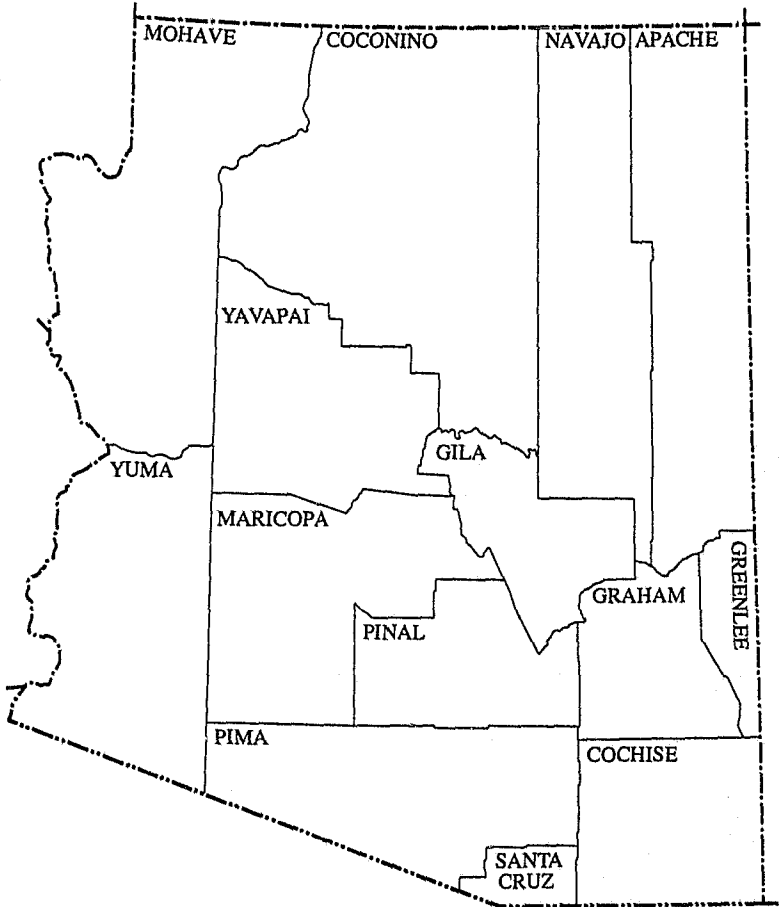 MOHAVE
COCONINO
NAVAJO
APACHE
YAVAPAI
GILA
YUMA
MARICOPA
GREENLEE
GRAHAM
PINAL
PIMA
COCHISE
SANTA
CRUZ